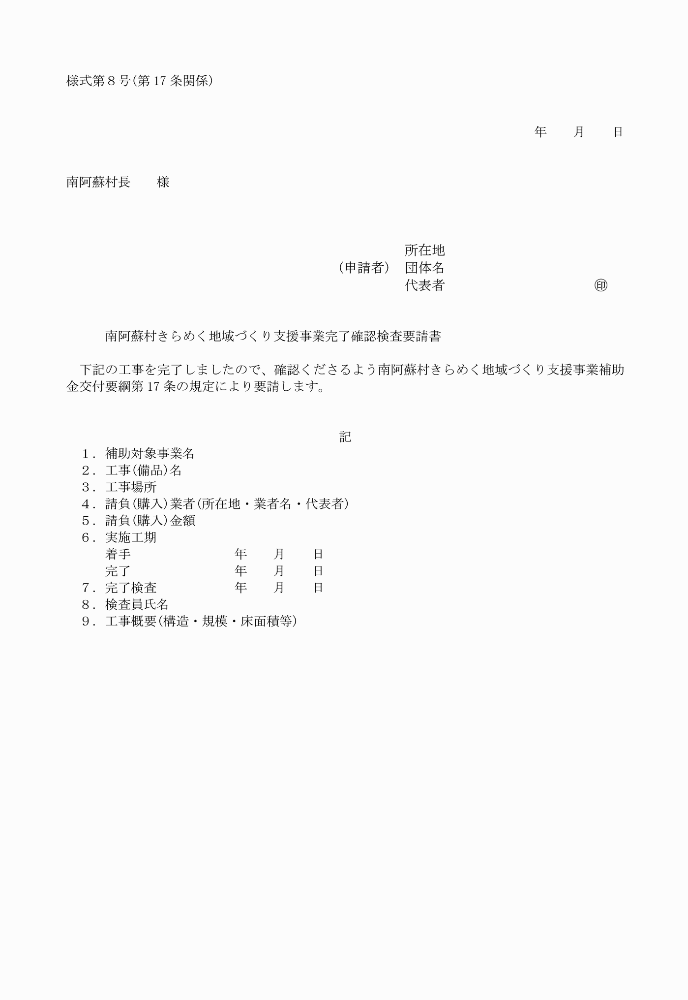 様式第８号（第 17 条関係）
年　　月　　日
南阿蘇村長　　様
所在地
（申請者）　団体名
代表者　　　　　　　　　　　㊞
南阿蘇村きらめく地域づくり支援事業完了確認検査要請書
下記の工事を完了しましたので、確認くださるよう南阿蘇村きらめく地域づくり支援事業補助
金交付要綱第 17 条の規定により要請します。
記
１．補助対象事業名
２．工事（備品）名
３．工事場所
４．請負（購入）業者（所在地・業者名・代表者）
５．請負（購入）金額
６．実施工期
着手　　　　　　　　年　　月　　日
完了　　　　　　　　年　　月　　日
７．完了検査　　　　　　年　　月　　日
８．検査員氏名
９．工事概要（構造・規模・床面積等）